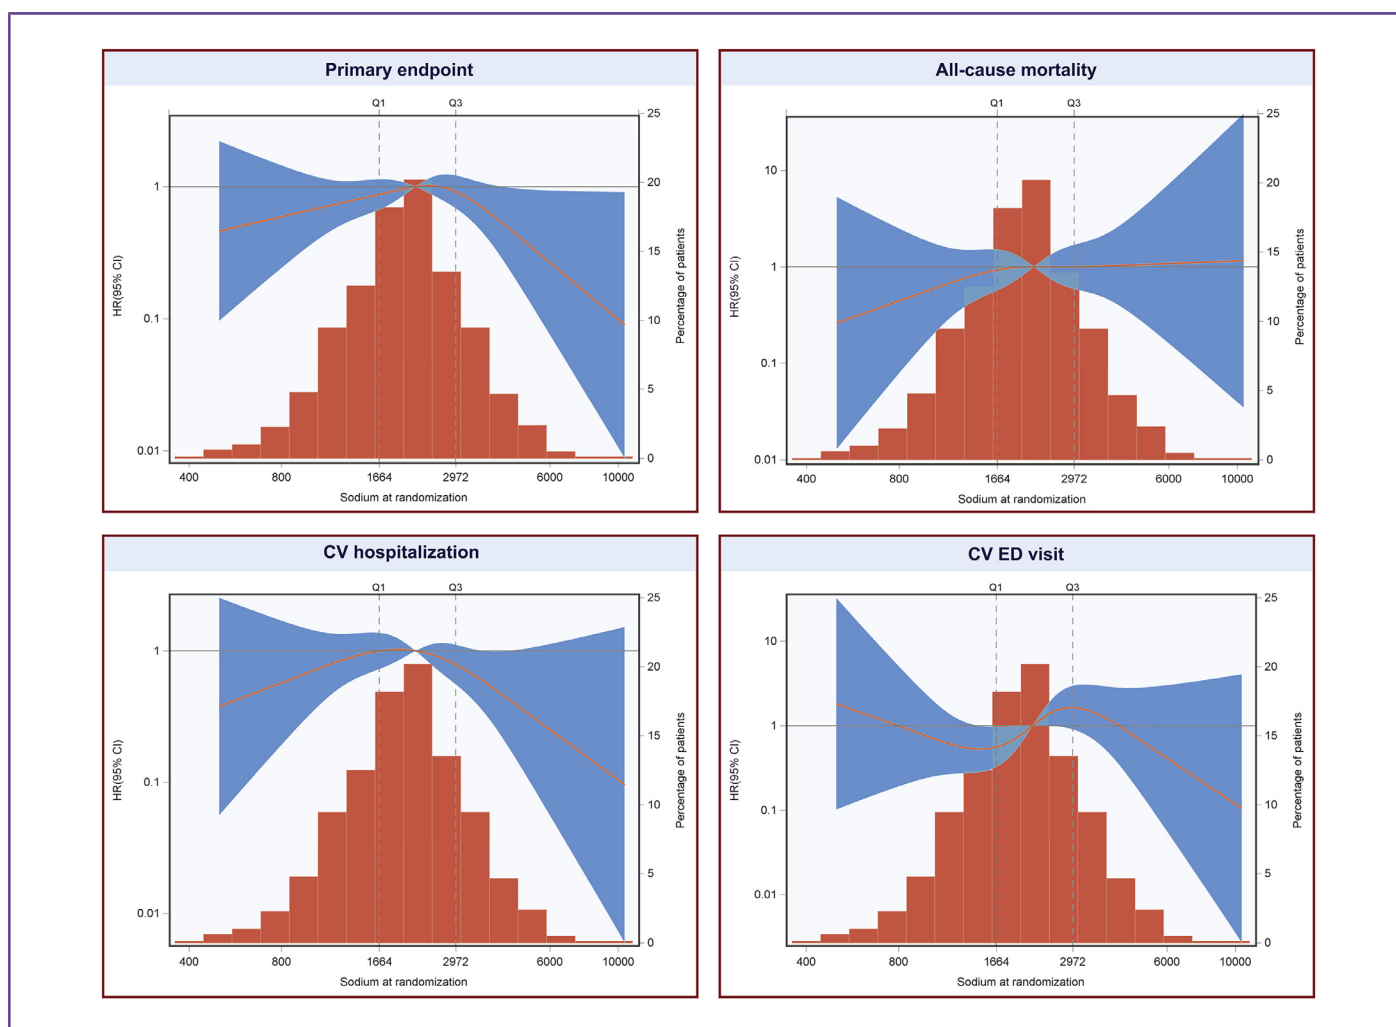 Primary endpoint
Q1 Q3
25
20
15
10
5
0
1
0.1
0.01
HR(95% CI)
Percentage of patients
400 800 1664 2972 6000 10000
Sodium at randomization
All-cause mortality
Q1 Q3
25
20
15
10
5
0
10
1
0.1
0.01
HR(95% CI)
Percentage of patients
400 800 1664 2972 6000 10000
Sodium at randomization
CV hospitalization
Q1 Q3
25
20
15
10
5
0
1
0.1
0.01
HR(95% CI)
Percentage of patients
400 800 1664 2972 6000 10000
Sodium at randomization
CV ED visit
Q1 Q3
25
20
15
10
5
0
10
1
0.1
0.01
HR(95% CI)
Percentage of patients
400 800 1664 2972 6000 10000
Sodium at randomization